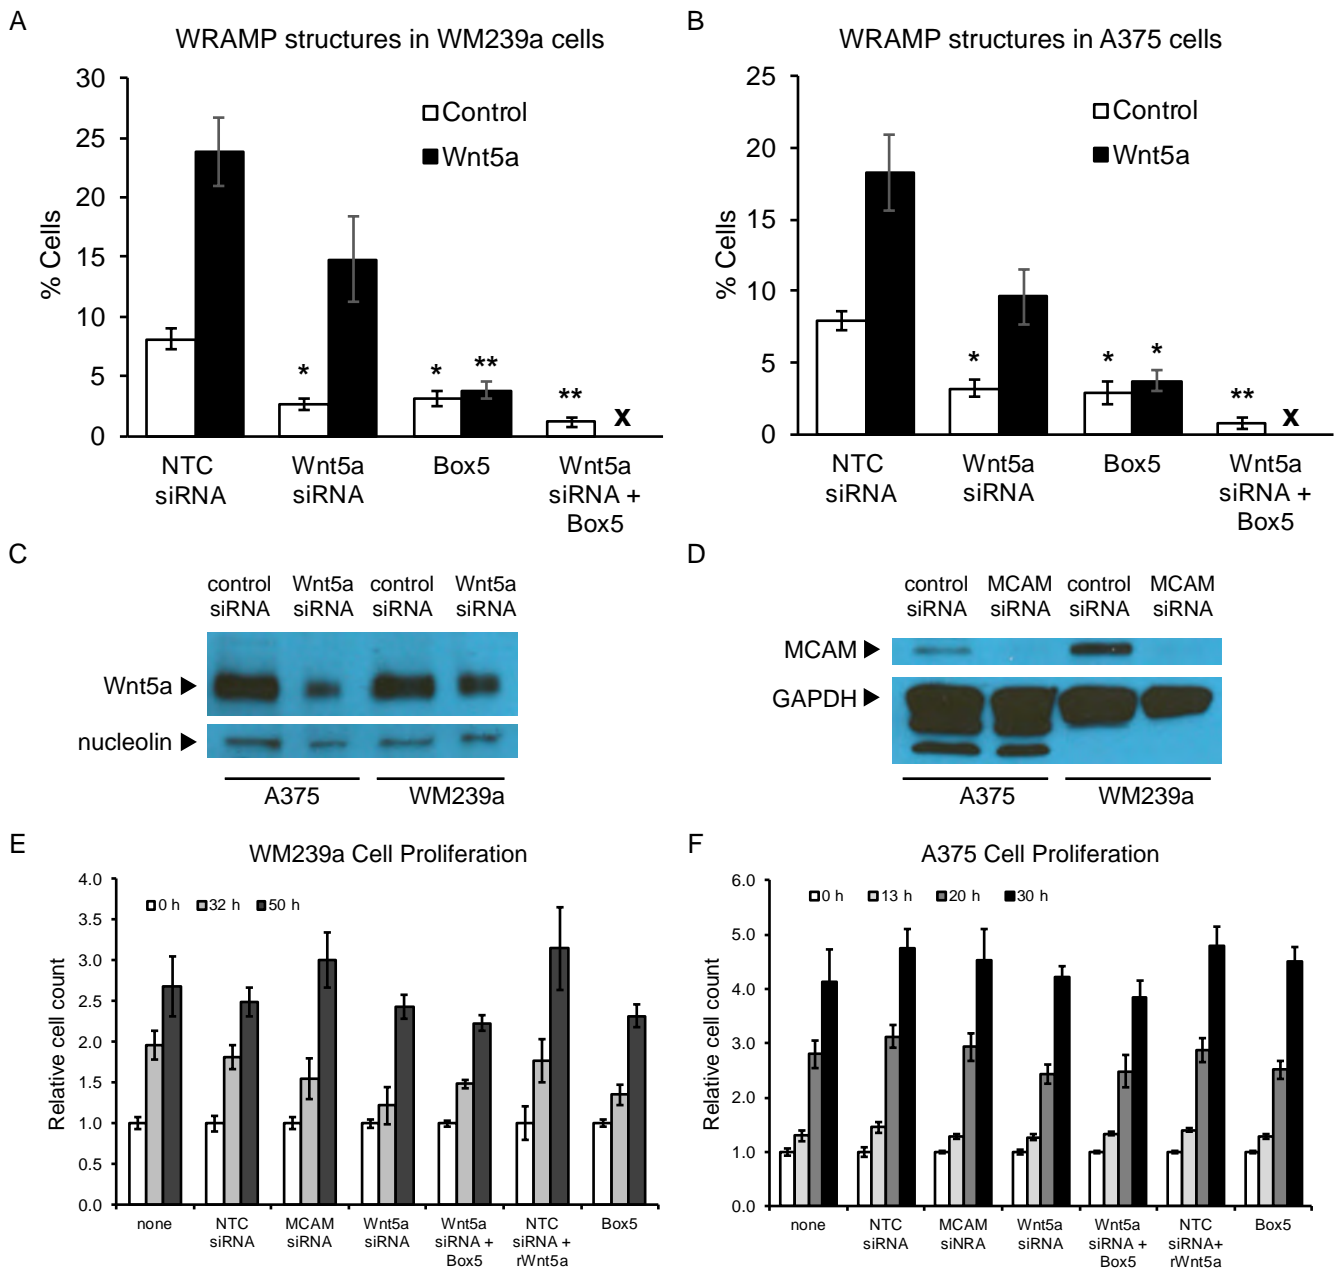 A
WRAMP structures in WM239a cells
30
25
20
15
10
5
0
% Cells
Control
Wnt5a
*
*
**
**
X
NTC
siRNA
Wnt5a
siRNA
Box5
Wnt5a
siRNA +
Box5
B
WRAMP structures in A375 cells
25
20
15
10
5
0
% Cells
Control
Wnt5a
*
*
*
**
X
NTC
siRNA
Wnt5a
siRNA
Box5
Wnt5a
siRNA +
Box5
C
control
siRNA
Wnt5a
siRNA
control
siRNA
Wnt5a
siRNA
Wnt5a
nucleolin
A375
WM239a
D
control
siRNA
MCAM
siRNA
control
siRNA
MCAM
siRNA
MCAM
GAPDH
A375
WM239a
E
WM239a Cell Proliferation
4.0
3.5
3.0
2.5
2.0
1.5
1.0
0.5
0.0
Relative cell count
0 h
32 h
50 h
none
NTC
siRNA
MCAM
siRNA
Wnt5a
siRNA
Wnt5a
siRNA +
Box5
NTC
siRNA +
rWnt5a
Box5
F
A375 Cell Proliferation
6.0
5.0
4.0
3.0
2.0
1.0
0.0
Relative cell count
0 h
13 h
20 h
30 h
none
NTC
siRNA
MCAM
siNRA
Wnt5a
siRNA
Wnt5a
siRNA +
Box5
NTC
siRNA+
rWnt5a
Box5